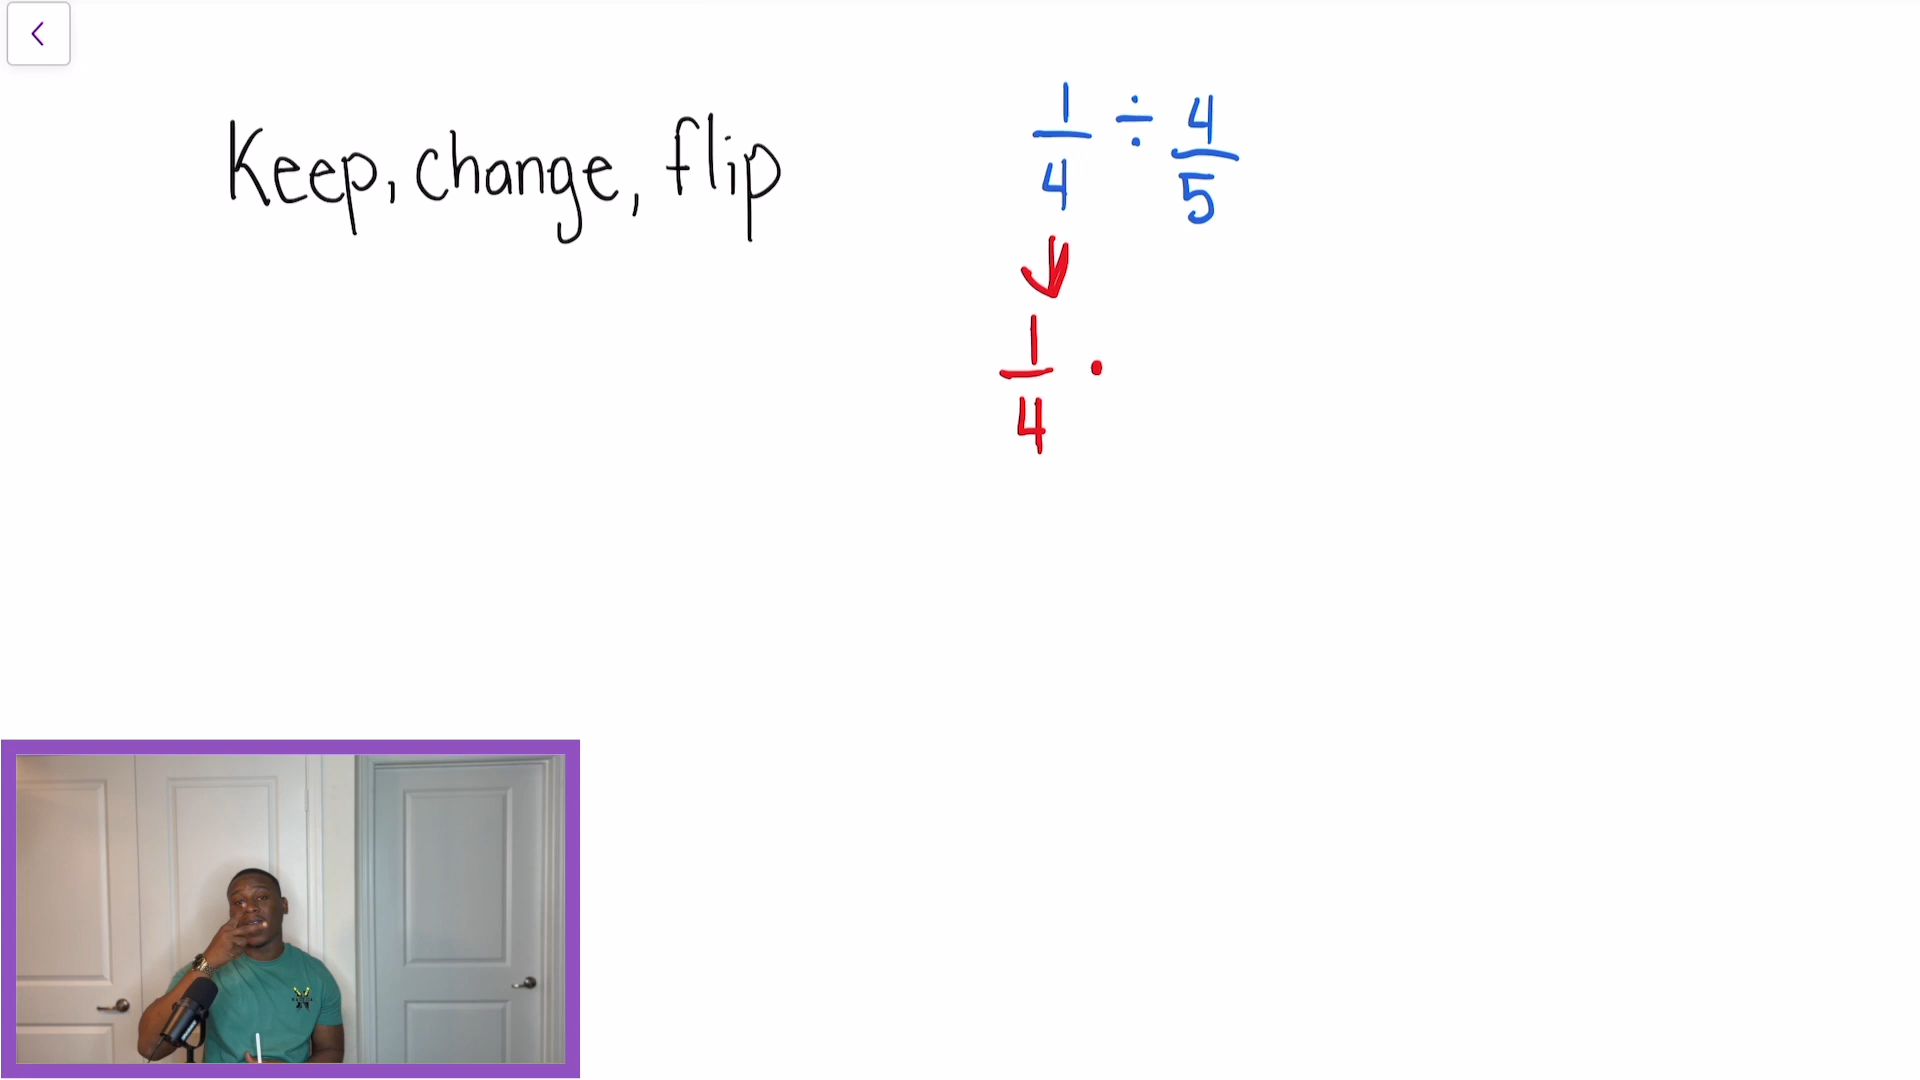 Keep, change, flip
1/4 ÷ 4/5
1/4 ·